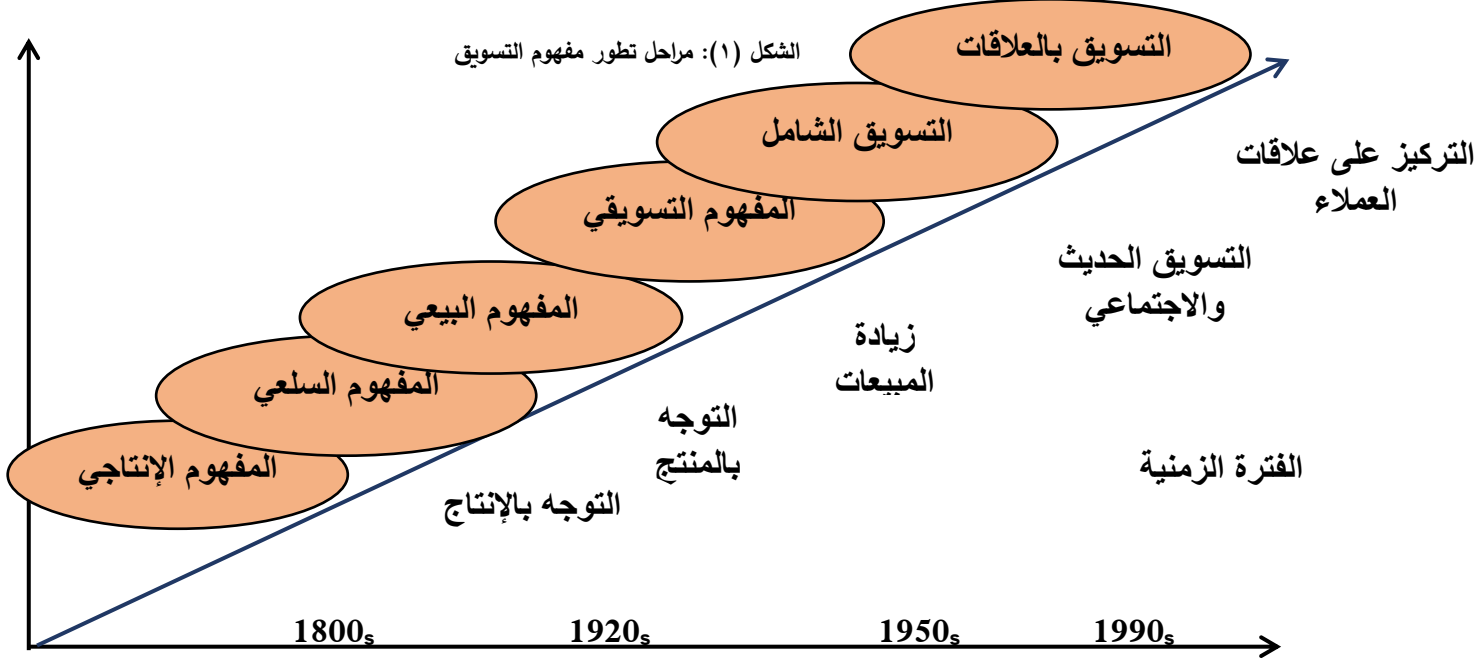 الشكل (١): مراحل تطور مفهوم التسويق
التسويق بالعلاقات
التسويق الشامل
المفهوم التسويقي
المفهوم البيعي
المفهوم السلعي
المفهوم الإنتاجي
التركيز على علاقات
العملاء
التسويق الحديث
والاجتماعي
زيادة
المبيعات
التوجه
بالمنتج
التوجه بالإنتاج
الفترة الزمنية
1800s
1920s
1950s
1990s